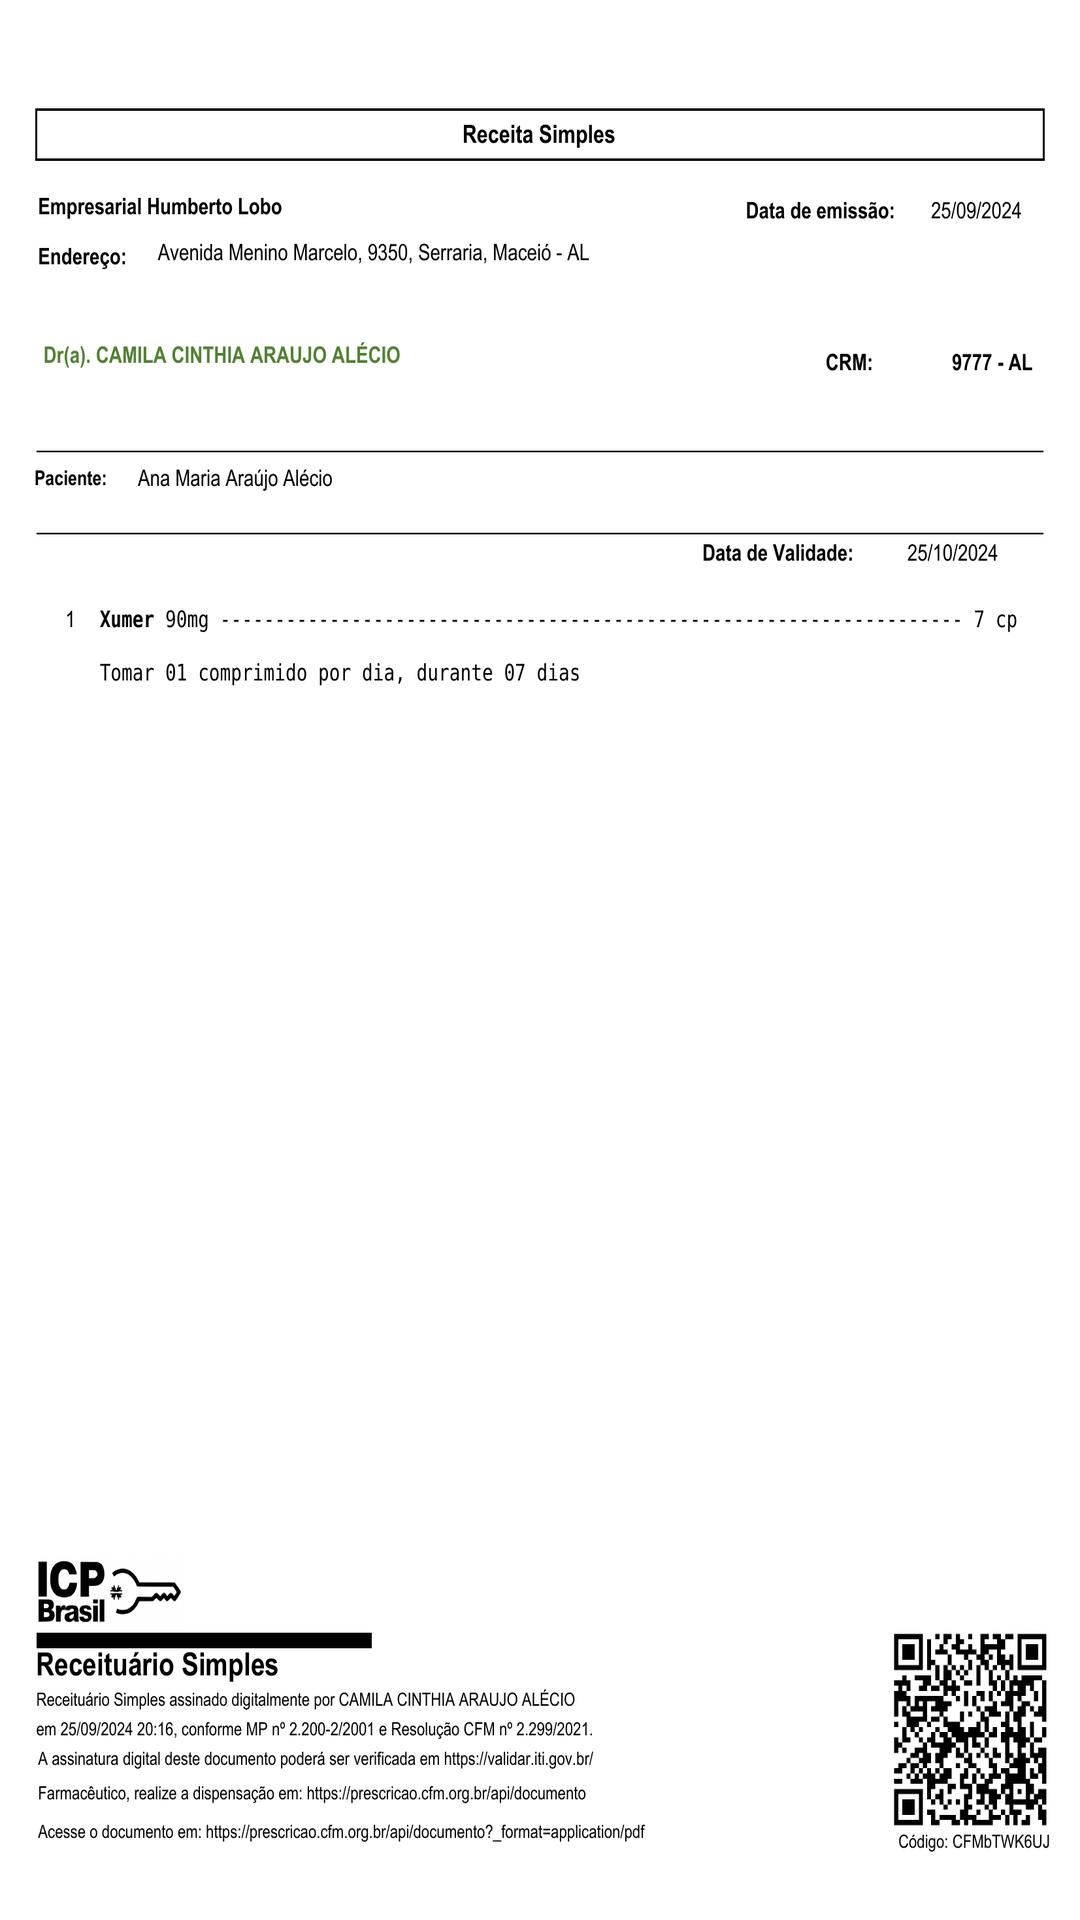 Receita Simples
Empresarial Humberto Lobo
Data de emissão: 25/09/2024
Endereço: Avenida Menino Marcelo, 9350, Serraria, Maceió - AL
Dr(a). CAMILA CINTHIA ARAUJO ALÉCIO
CRM: 9777 - AL
Paciente: Ana Maria Araújo Alécio
Data de Validade: 25/10/2024
1 Xumer 90mg -------------------------------------------------------------------- 7 cp
Tomar 01 comprimido por dia, durante 07 dias
ICP
Brasil
Receituário Simples
Receituário Simples assinado digitalmente por CAMILA CINTHIA ARAUJO ALÉCIO
em 25/09/2024 20:16, conforme MP nº 2.200-2/2001 e Resolução CFM nº 2.299/2021.
A assinatura digital deste documento poderá ser verificada em https://validar.iti.gov.br/
Farmacêutico, realize a dispensação em: https://prescricao.cfm.org.br/api/documento
Acesse o documento em: https://prescricao.cfm.org.br/api/documento?_format=application/pdf
Código: CFMbTWK6UJ